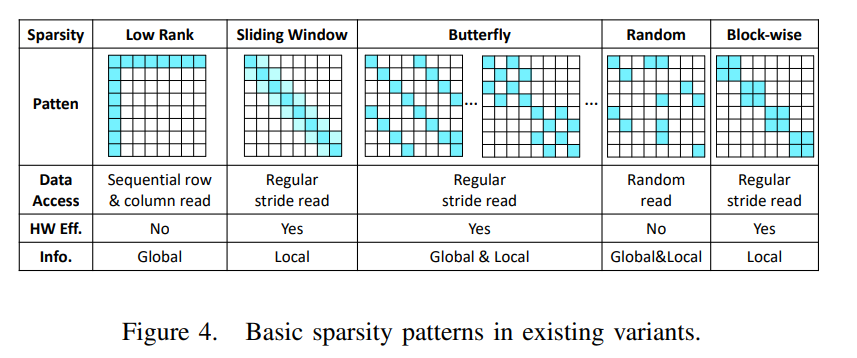 Sparsity Low Rank Sliding Window Butterfly Random Block-wise
Patten ... ...
Data Access Sequential row & column read Regular stride read Regular stride read Random read Regular stride read
HW Eff. No Yes Yes No Yes
Info. Global Local Global & Local Global&Local Local
Figure 4. Basic sparsity patterns in existing variants.